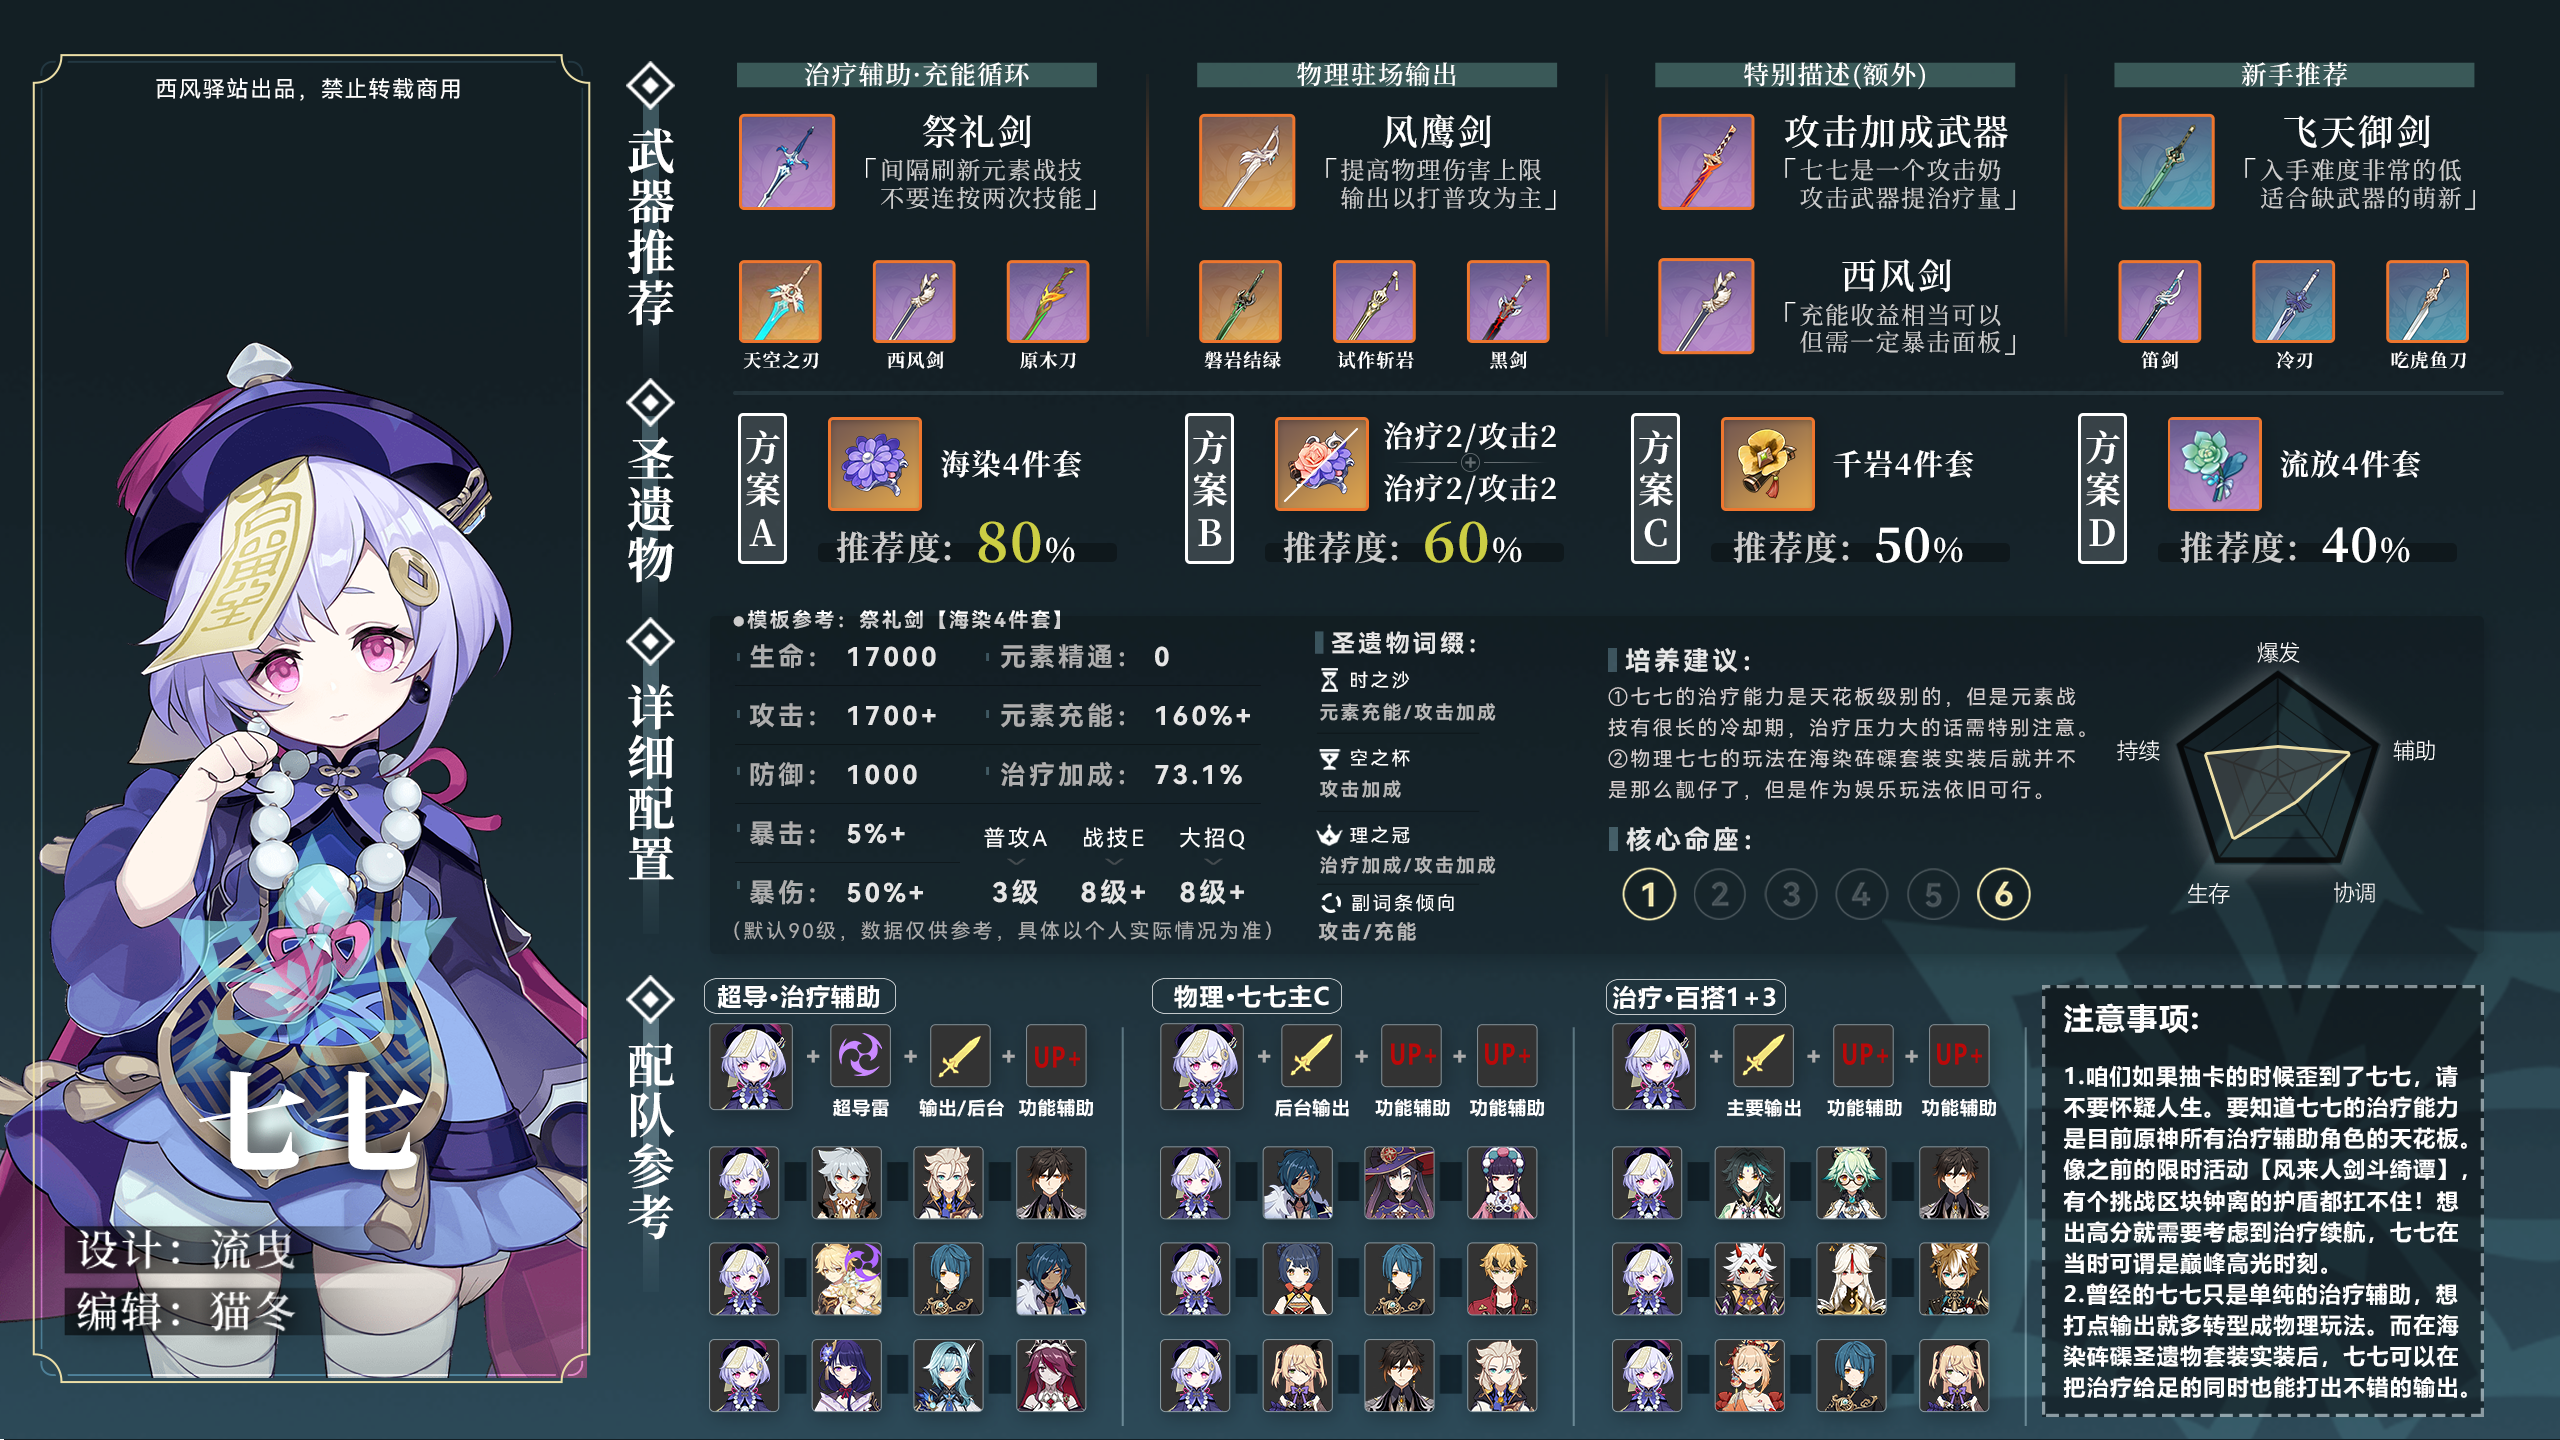 西风驿站出品，禁止转载商用
七七
设计：流曳
编辑：猫冬
武器推荐
治疗辅助·充能循环
祭礼剑
「间隔刷新元素战技
不要连按两次技能」
天空之刃
西风剑
原木刀
物理驻场输出
风鹰剑
「提高物理伤害上限
输出以打普攻为主」
磐岩结绿
试作斩岩
黑剑
特别描述(额外)
攻击加成武器
「七七是一个攻击奶
攻击武器提治疗量」
西风剑
「充能收益相当可以
但需一定暴击面板」
新手推荐
飞天御剑
「入手难度非常的低
适合缺武器的萌新」
笛剑
冷刃
吃虎鱼刀
圣遗物
方案A
海染4件套
推荐度：80%
方案B
治疗2/攻击2
治疗2/攻击2
推荐度：60%
方案C
千岩4件套
推荐度：50%
方案D
流放4件套
推荐度：40%
详细配置
●模板参考：祭礼剑【海染4件套】
生命：17000
元素精通：0
攻击：1700+
元素充能：160%+
防御：1000
治疗加成：73.1%
暴击：5%+
普攻A 战技E 大招Q
暴伤：50%+
3级 8级+ 8级+
(默认90级，数据仅供参考，具体以个人实际情况为准)
圣遗物词缀：
时之沙
元素充能/攻击加成
空之杯
攻击加成
理之冠
治疗加成/攻击加成
副词条倾向
攻击/充能
培养建议：
①七七的治疗能力是天花板级别的，但是元素战
技有很长的冷却期，治疗压力大的话需特别注意。
②物理七七的玩法在海染砗磲套装实装后就并不
是那么靓仔了，但是作为娱乐玩法依旧可行。
核心命座：
1 2 3 4 5 6
爆发
持续
辅助
生存
协调
配队参考
超导·治疗辅助
+ + + UP+
超导雷 输出/后台 功能辅助
物理·七七主C
+ + UP+ + UP+
后台输出 功能辅助 功能辅助
治疗·百搭1+3
+ + UP+ + UP+
主要输出 功能辅助 功能辅助
注意事项:
1.咱们如果抽卡的时候歪到了七七，请
不要怀疑人生。要知道七七的治疗能力
是目前原神所有治疗辅助角色的天花板。
像之前的限时活动【风来人剑斗绮谭】，
有个挑战区块钟离的护盾都扛不住！想
出高分就需要考虑到治疗续航，七七在
当时可谓是巅峰高光时刻。
2.曾经的七七只是单纯的治疗辅助，想
打点输出就多转型成物理玩法。而在海
染砗磲圣遗物套装实装后，七七可以在
把治疗给足的同时也能打出不错的输出。